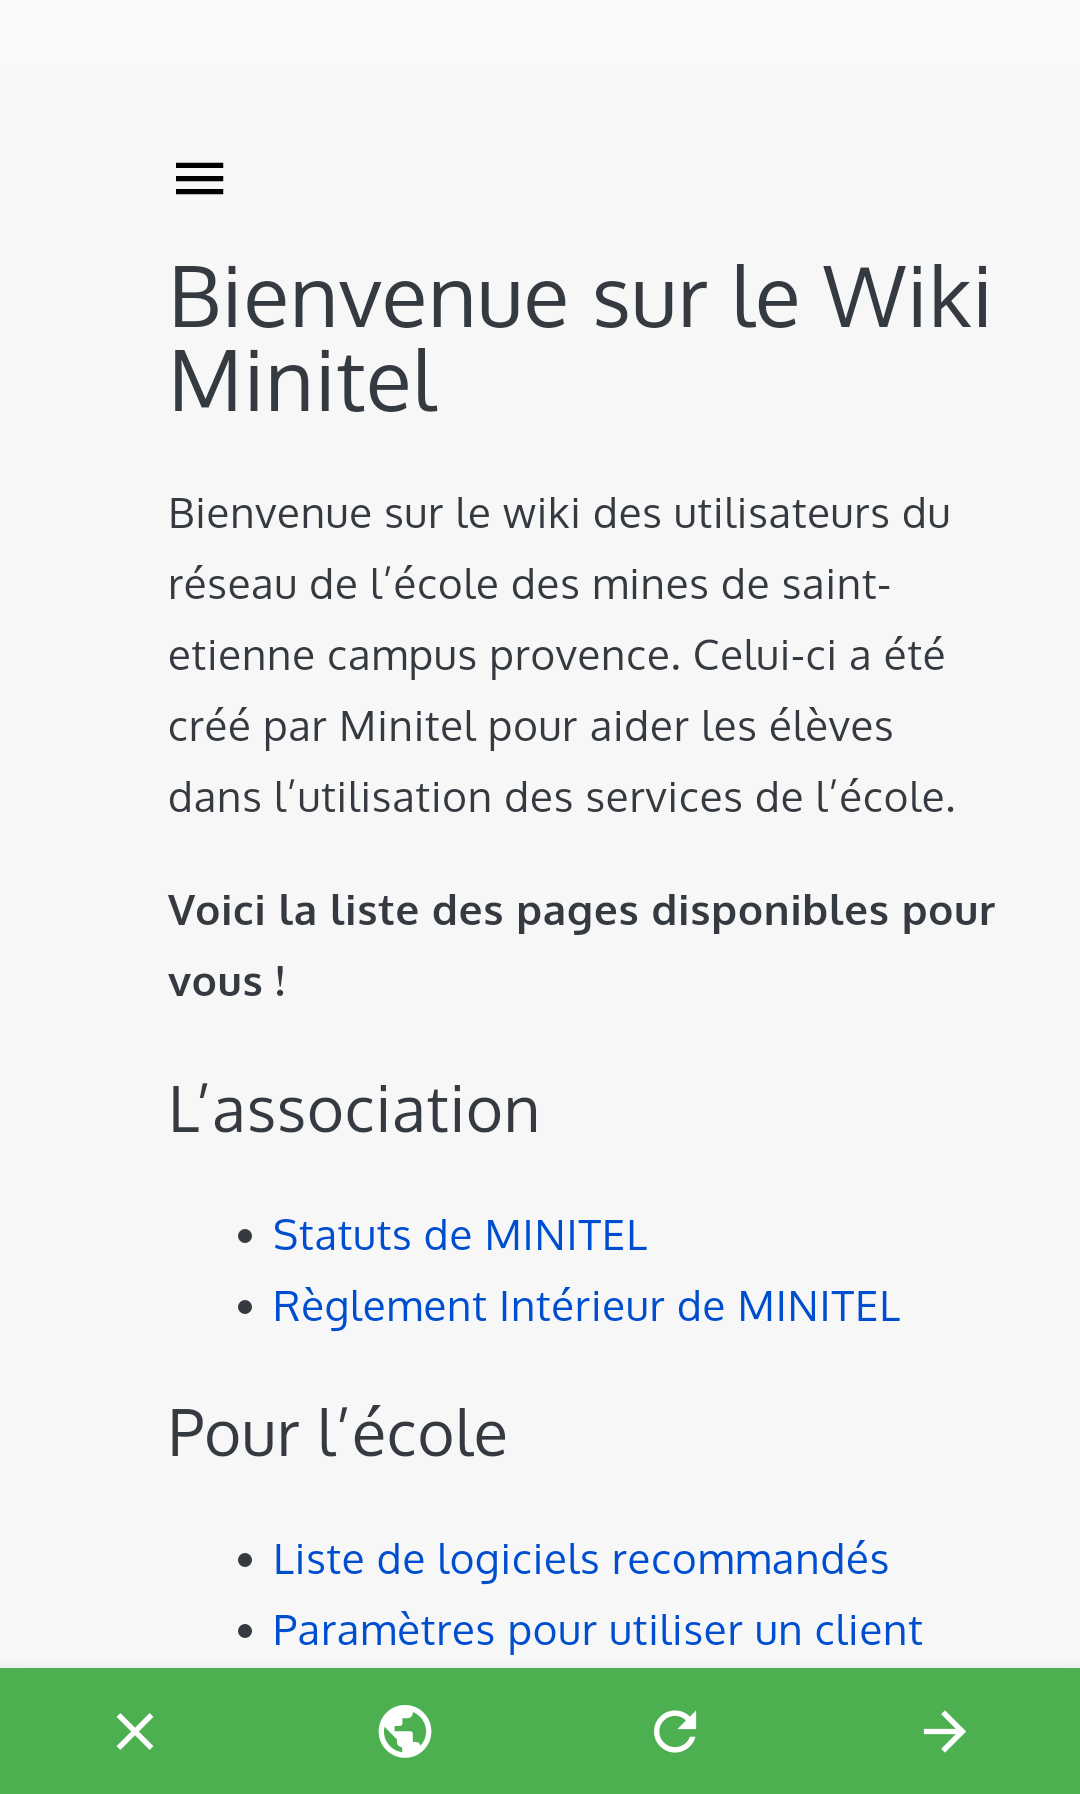 Bienvenue sur le Wiki
Minitel
Bienvenue sur le wiki des utilisateurs du
réseau de l’école des mines de saint-
etienne campus provence. Celui-ci a été
créé par Minitel pour aider les élèves
dans l’utilisation des services de l’école.
Voici la liste des pages disponibles pour
vous !
L’association
• Statuts de MINITEL
• Règlement Intérieur de MINITEL
Pour l’école
• Liste de logiciels recommandés
• Paramètres pour utiliser un client